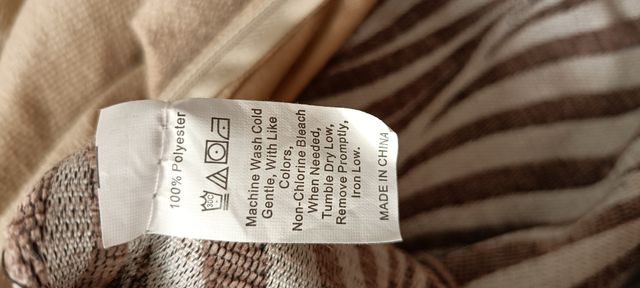 100% Polyester
30C
Machine Wash Cold
Gentle, With Like
Colors,
Non-Chlorine Bleach
When Needed,
Tumble Dry Low,
Remove Promptly,
Iron Low.
MADE IN CHINA